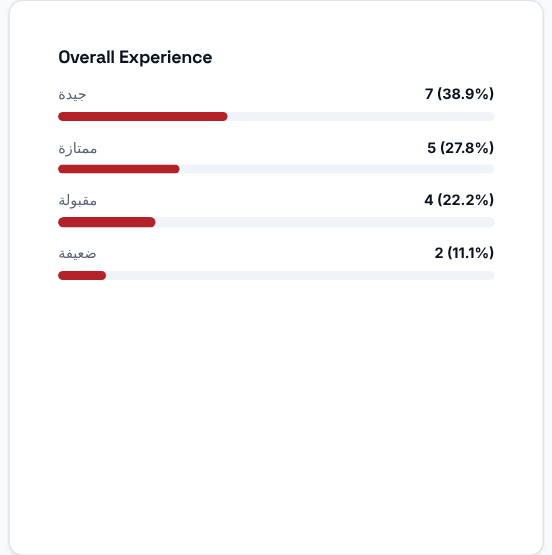 Overall Experience
جيدة 7 (38.9%)
ممتازة 5 (27.8%)
مقبولة 4 (22.2%)
ضعيفة 2 (11.1%)